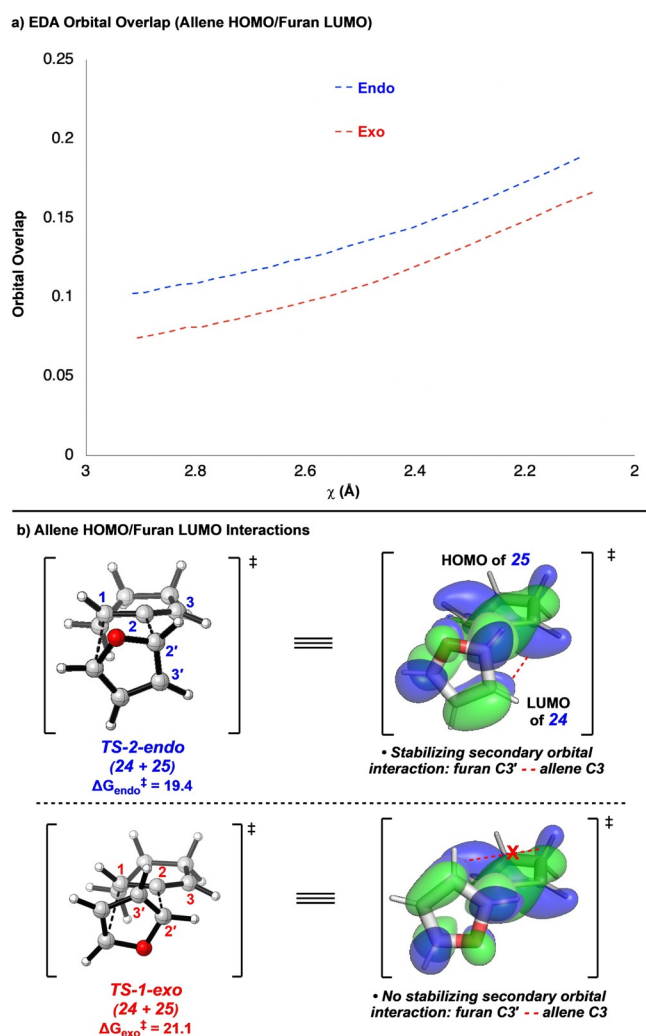 a) EDA Orbital Overlap (Allene HOMO/Furan LUMO)
0.25
0.2
0.15
0.1
0.05
0
Orbital Overlap
Endo
Exo
3 2.8 2.6 2.4 2.2 2
χ (Å)
b) Allene HOMO/Furan LUMO Interactions
‡
1
3
2
2′
3′
TS-2-endo
(24 + 25)
ΔGendo‡ = 19.4
‡
HOMO of 25
LUMO
of 24
• Stabilizing secondary orbital
interaction: furan C3′ - - allene C3
‡
1
2
3
3′
2′
TS-1-exo
(24 + 25)
ΔGexo‡ = 21.1
‡
X
• No stabilizing secondary orbital
interaction: furan C3′ - - allene C3